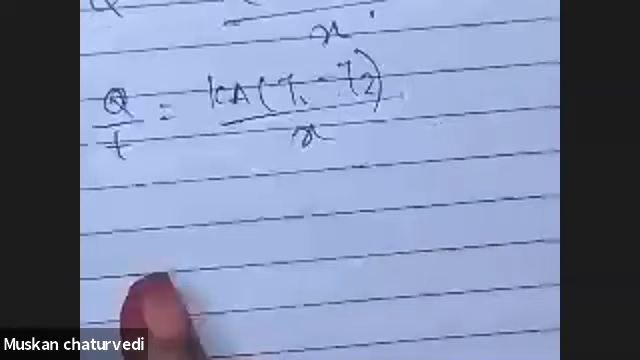 x
Q/t = KA(T₁ - T₂)/x
Muskan chaturvedi